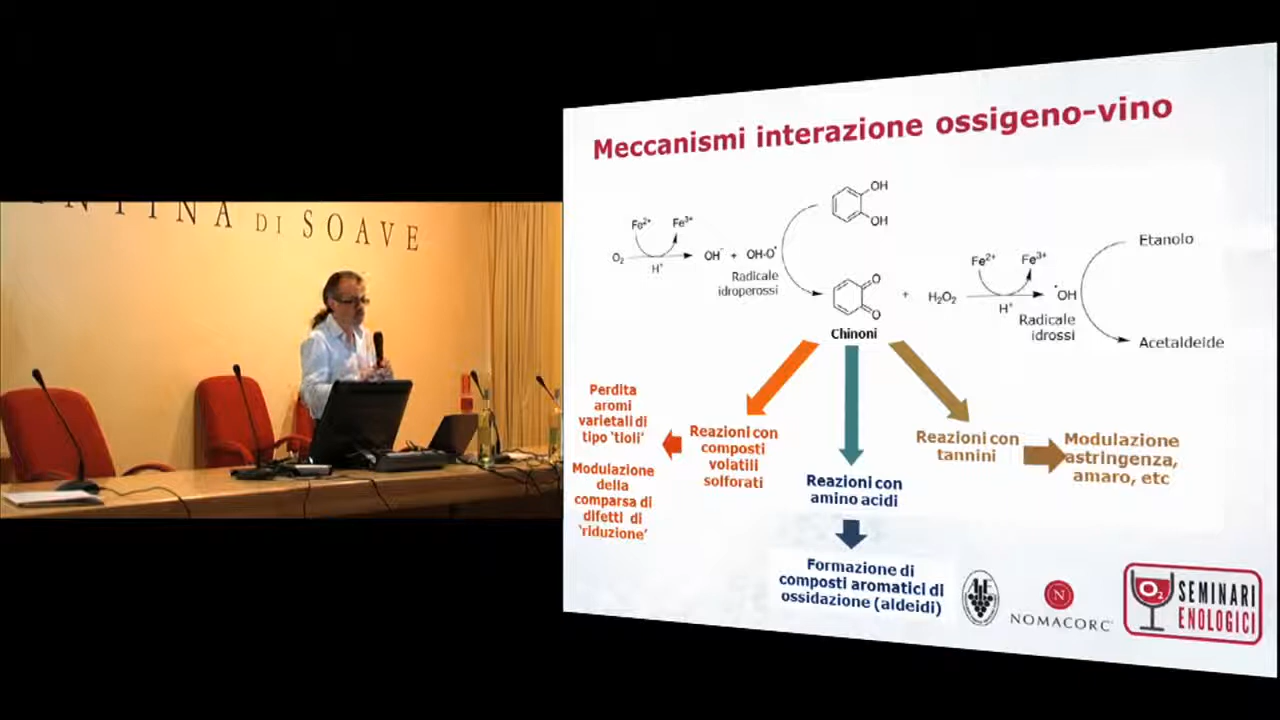 NTINA DI SOAVE
Meccanismi interazione ossigeno-vino
OH
OH
Fe²⁺ Fe³⁺
O₂ H⁺ OH⁻ + OH-O•
Radicale
idroperossi
O
O
Chinoni
+ H₂O₂
Fe²⁺ Fe³⁺
H⁺
•OH
Radicale
idrossi
Etanolo
Acetaldeide
Perdita
aromi
varietali di
tipo ‘tioli’
Modulazione
della
comparsa di
difetti di
‘riduzione’
Reazioni con
composti
volatili
solforati
Reazioni con
amino acidi
Formazione di
composti aromatici di
ossidazione (aldeidi)
Reazioni con
tannini
Modulazione
astringenza,
amaro, etc
N
NOMACORC
O₂
SEMINARI
ENOLOGICI